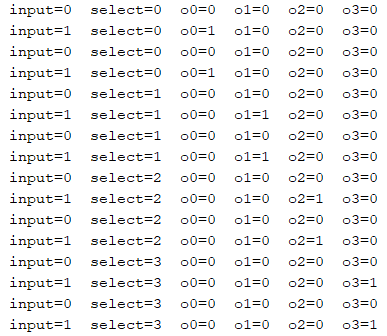 input=0 select=0 o0=0 o1=0 o2=0 o3=0
input=1 select=0 o0=1 o1=0 o2=0 o3=0
input=0 select=0 o0=0 o1=0 o2=0 o3=0
input=1 select=0 o0=1 o1=0 o2=0 o3=0
input=0 select=1 o0=0 o1=0 o2=0 o3=0
input=1 select=1 o0=0 o1=1 o2=0 o3=0
input=0 select=1 o0=0 o1=0 o2=0 o3=0
input=1 select=1 o0=0 o1=1 o2=0 o3=0
input=0 select=2 o0=0 o1=0 o2=0 o3=0
input=1 select=2 o0=0 o1=0 o2=1 o3=0
input=0 select=2 o0=0 o1=0 o2=0 o3=0
input=1 select=2 o0=0 o1=0 o2=1 o3=0
input=0 select=3 o0=0 o1=0 o2=0 o3=0
input=1 select=3 o0=0 o1=0 o2=0 o3=1
input=0 select=3 o0=0 o1=0 o2=0 o3=0
input=1 select=3 o0=0 o1=0 o2=0 o3=1